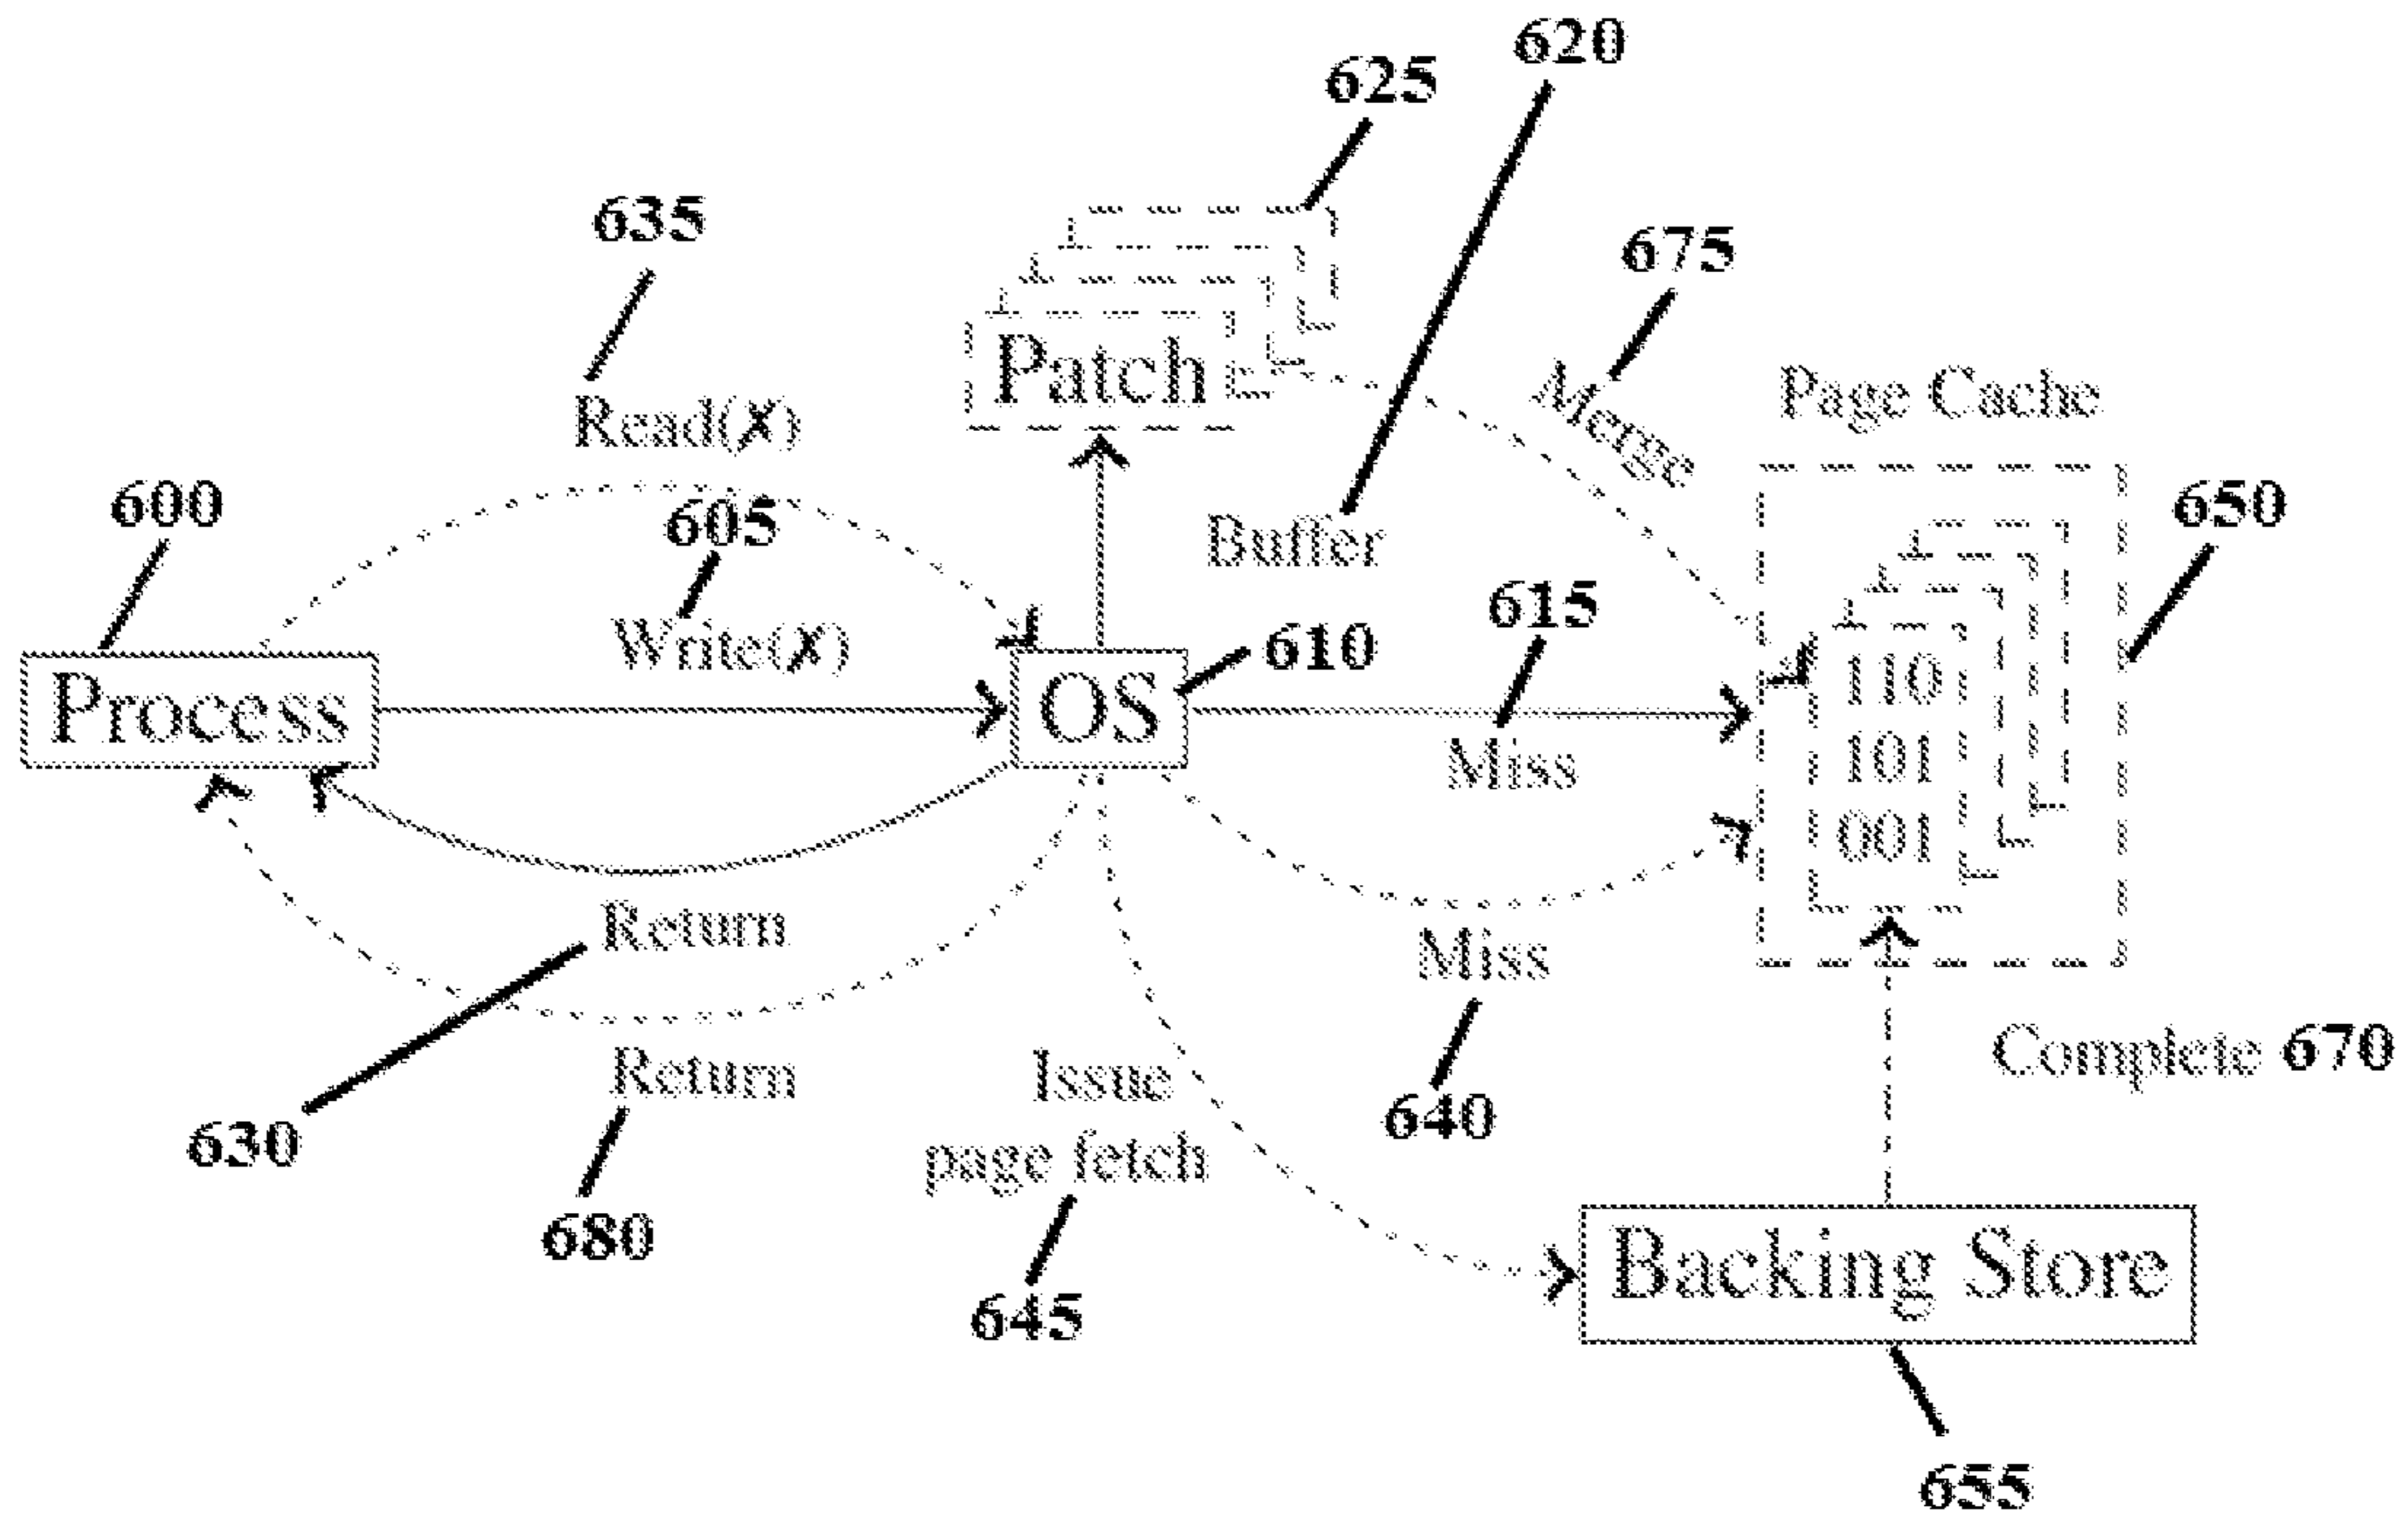 620
625
635
675
Patch
Page Cache
Merge
Read(X)
600
605
650
Buffer
615
Write(X)
610
Process
OS
110
Miss
101
001
Return
Miss
Complete 670
Return
Issue
page fetch
640
630
680
Backing Store
645
655